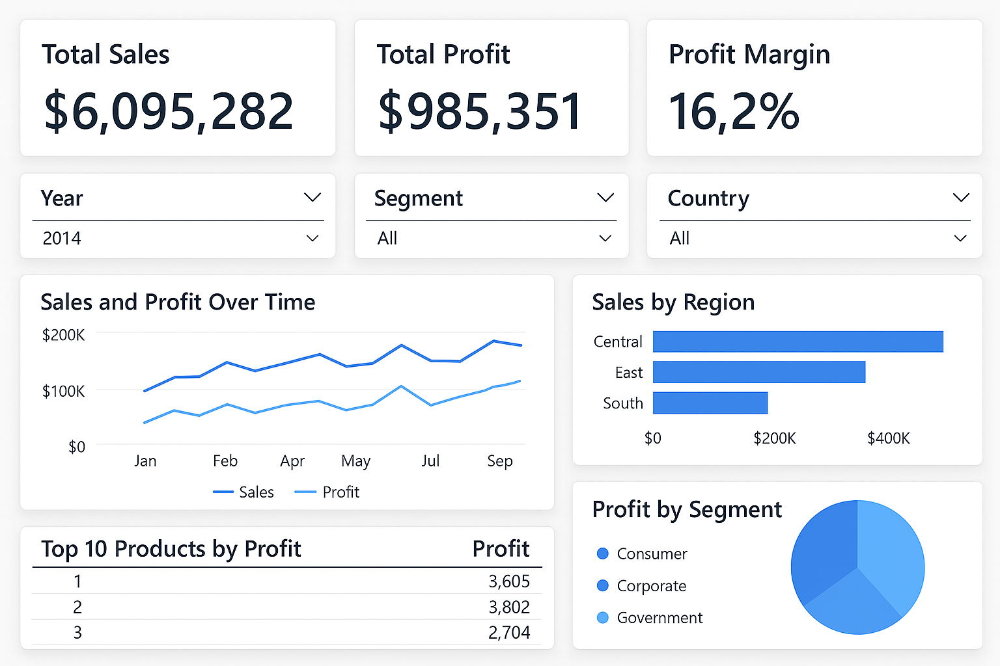 Total Sales
$6,095,282
Total Profit
$985,351
Profit Margin
16,2%
Year
2014
Segment
All
Country
All
Sales and Profit Over Time
$200K
$100K
$0
Jan Feb Apr May Jul Sep
Sales Profit
Sales by Region
Central
East
South
$0 $200K $400K
Top 10 Products by Profit Profit
1 3,605
2 3,802
3 2,704
Profit by Segment
Consumer
Corporate
Government